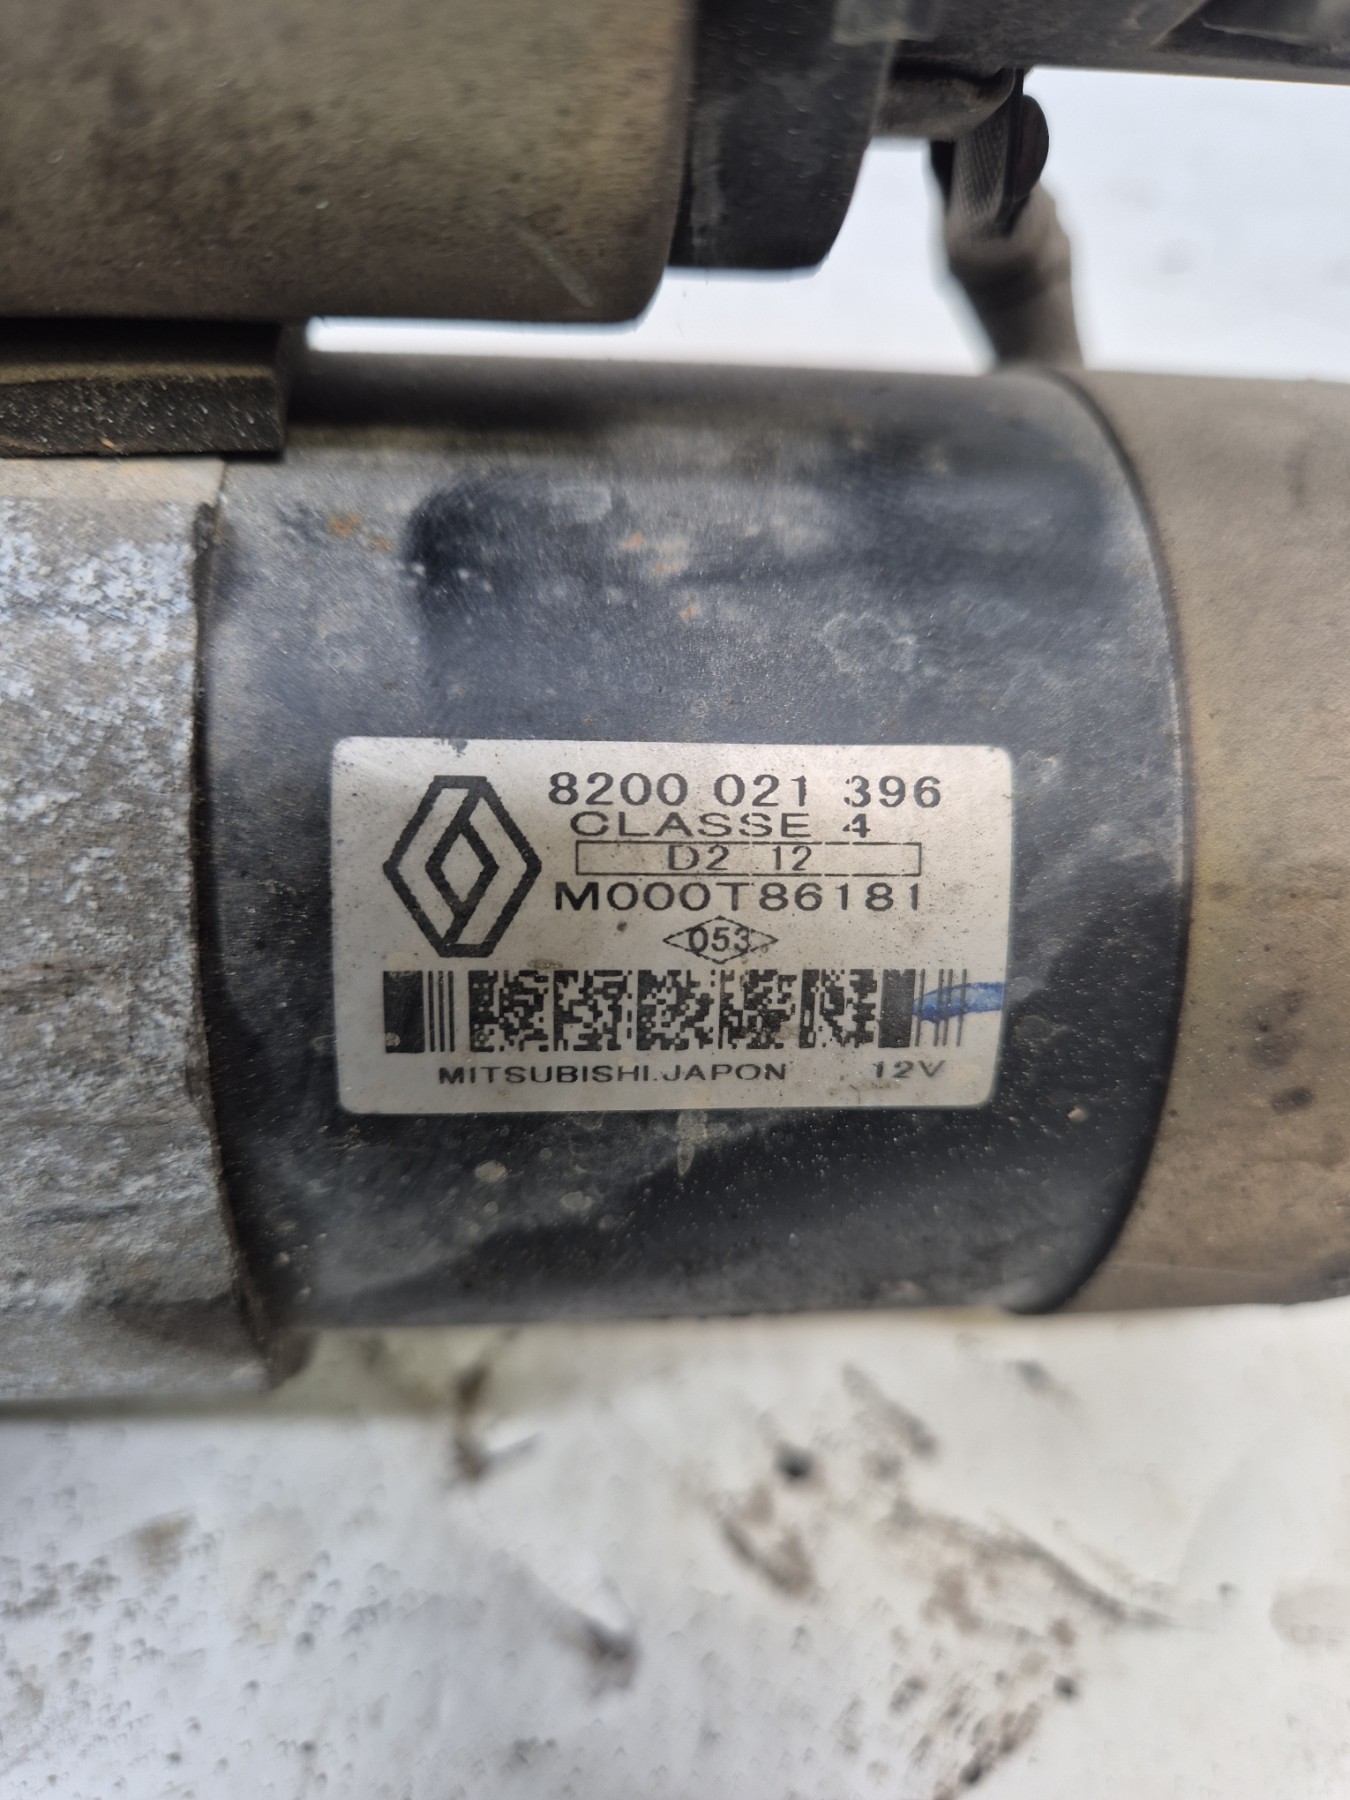 8200 021 396
CLASSE 4
D2 12
M000T86181
053
MITSUBISHI.JAPON 12V